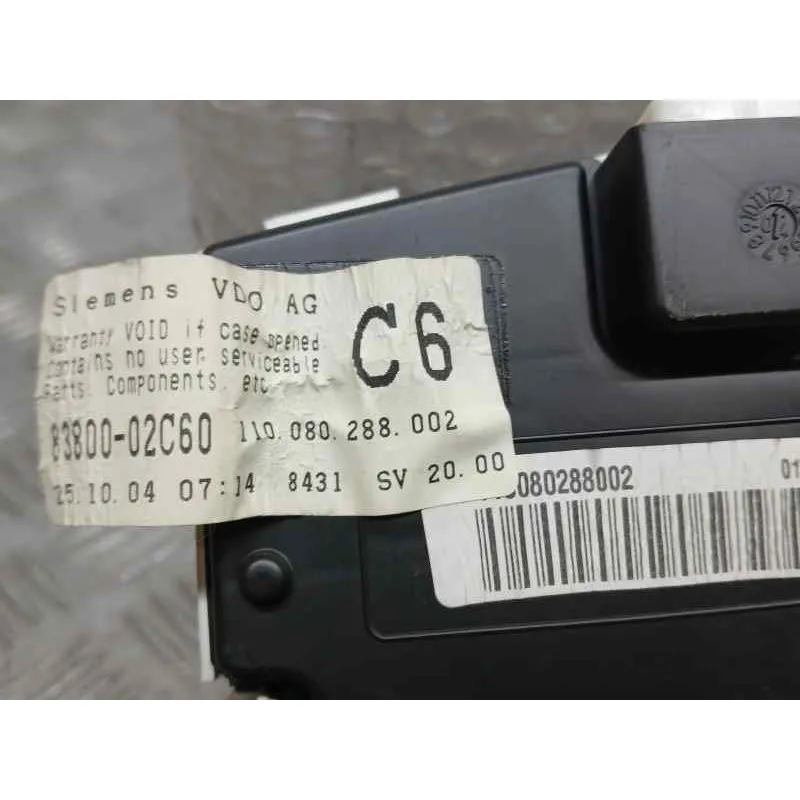 Siemens VDO AG
Warranty VOID if case opened.
Contains no user serviceable
Parts, Components, etc.
C6
83800-02C60 110.080.288.002
25.10.04 07:14 8431 SV 20.00
080288002
01